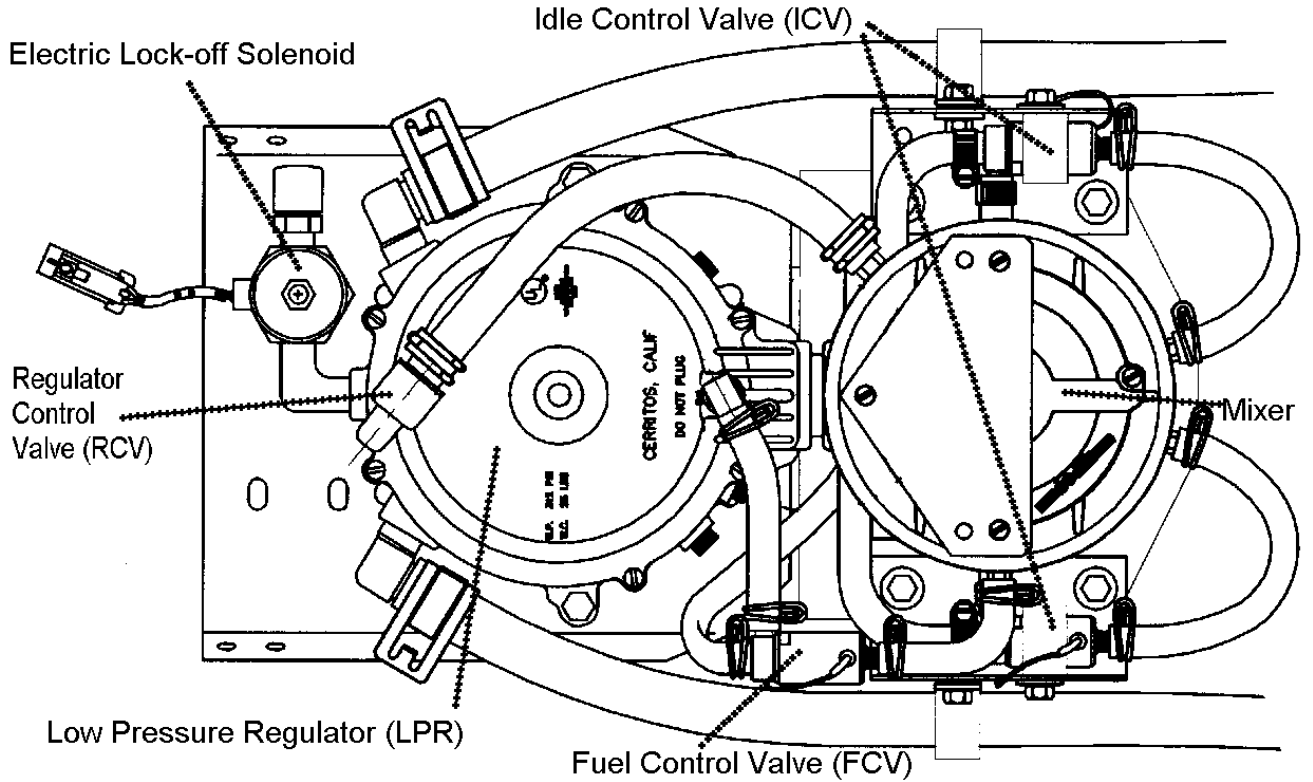 Idle Control Valve (ICV)
Electric Lock-off Solenoid
Regulator
Control
Valve (RCV)
CERRITOS, CALIF
DO NOT PLUG
Mixer
Low Pressure Regulator (LPR)
Fuel Control Valve (FCV)